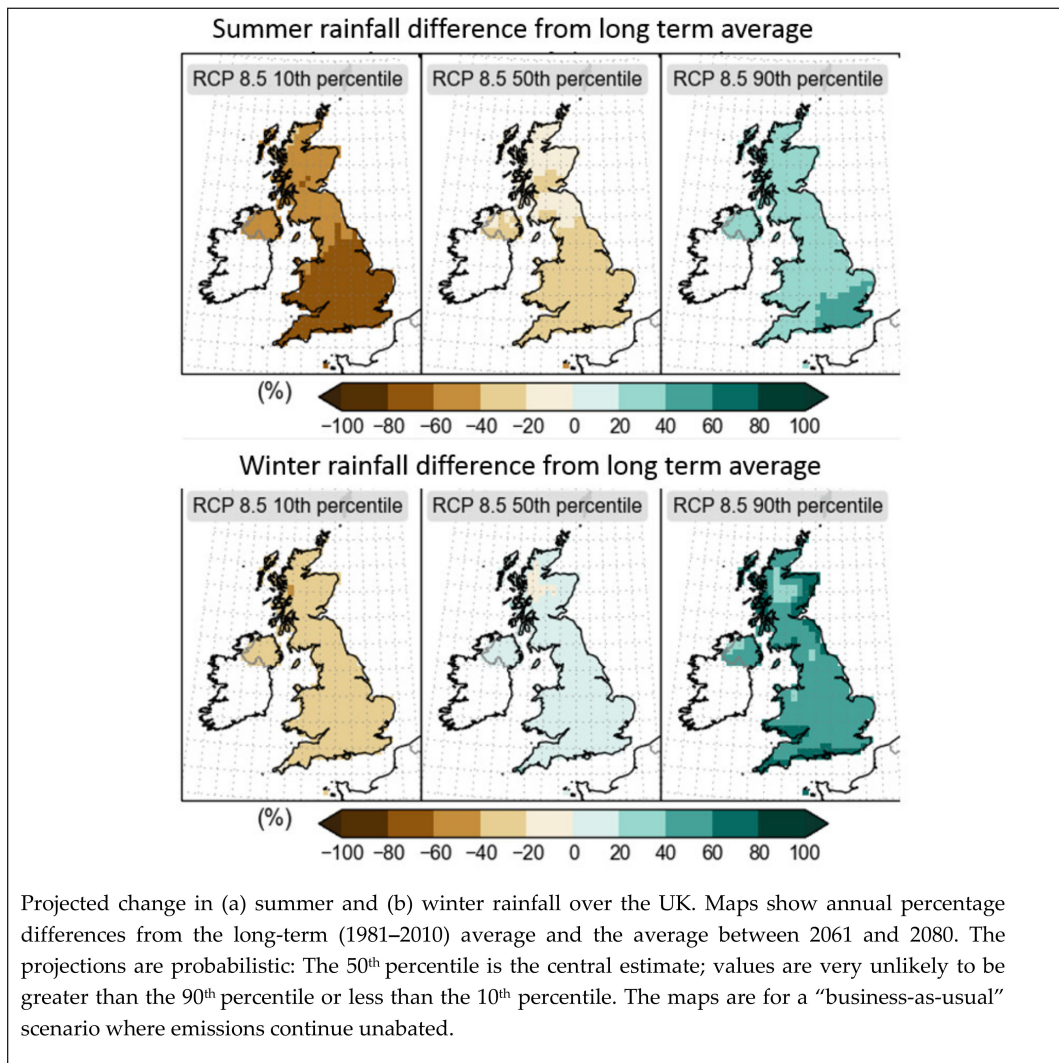 Summer rainfall difference from long term average
RCP 8.5 10th percentile
RCP 8.5 50th percentile
RCP 8.5 90th percentile
(%)
−100 −80 −60 −40 −20 0 20 40 60 80 100
Winter rainfall difference from long term average
RCP 8.5 10th percentile
RCP 8.5 50th percentile
RCP 8.5 90th percentile
(%)
−100 −80 −60 −40 −20 0 20 40 60 80 100
Projected change in (a) summer and (b) winter rainfall over the UK. Maps show annual percentage
differences from the long-term (1981–2010) average and the average between 2061 and 2080. The
projections are probabilistic: The 50th percentile is the central estimate; values are very unlikely to be
greater than the 90th percentile or less than the 10th percentile. The maps are for a “business-as-usual”
scenario where emissions continue unabated.